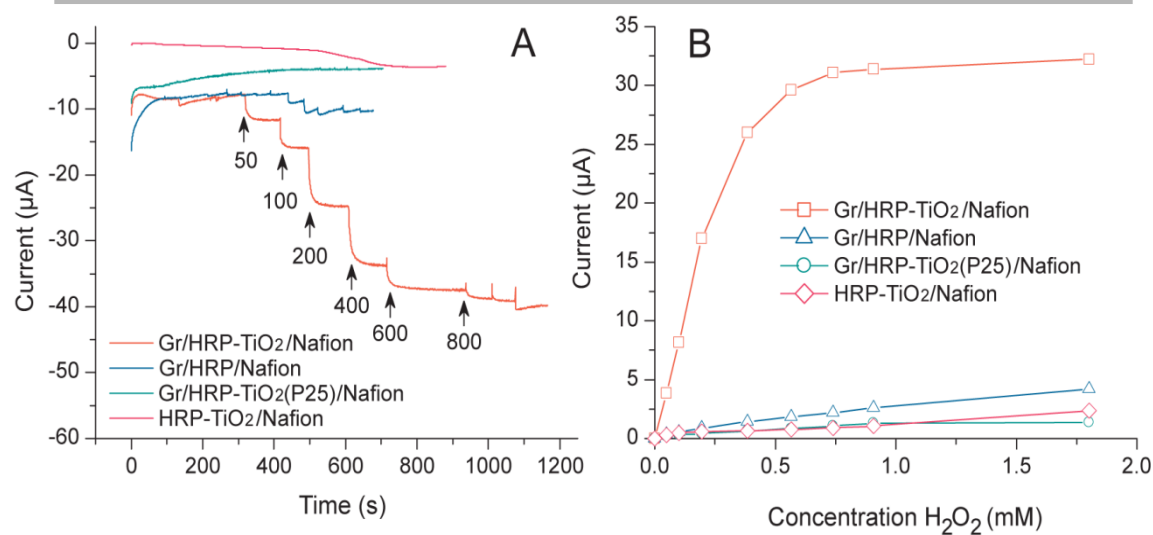 A
0
-10
-20
-30
-40
-50
-60
Current (µA)
50
100
200
400
600
800
Gr/HRP-TiO₂/Nafion
Gr/HRP/Nafion
Gr/HRP-TiO₂(P25)/Nafion
HRP-TiO₂/Nafion
0 200 400 600 800 1000 1200
Time (s)
B
35
30
25
20
15
10
5
0
Current (µA)
Gr/HRP-TiO₂/Nafion
Gr/HRP/Nafion
Gr/HRP-TiO₂(P25)/Nafion
HRP-TiO₂/Nafion
0.0 0.5 1.0 1.5 2.0
Concentration H₂O₂ (mM)